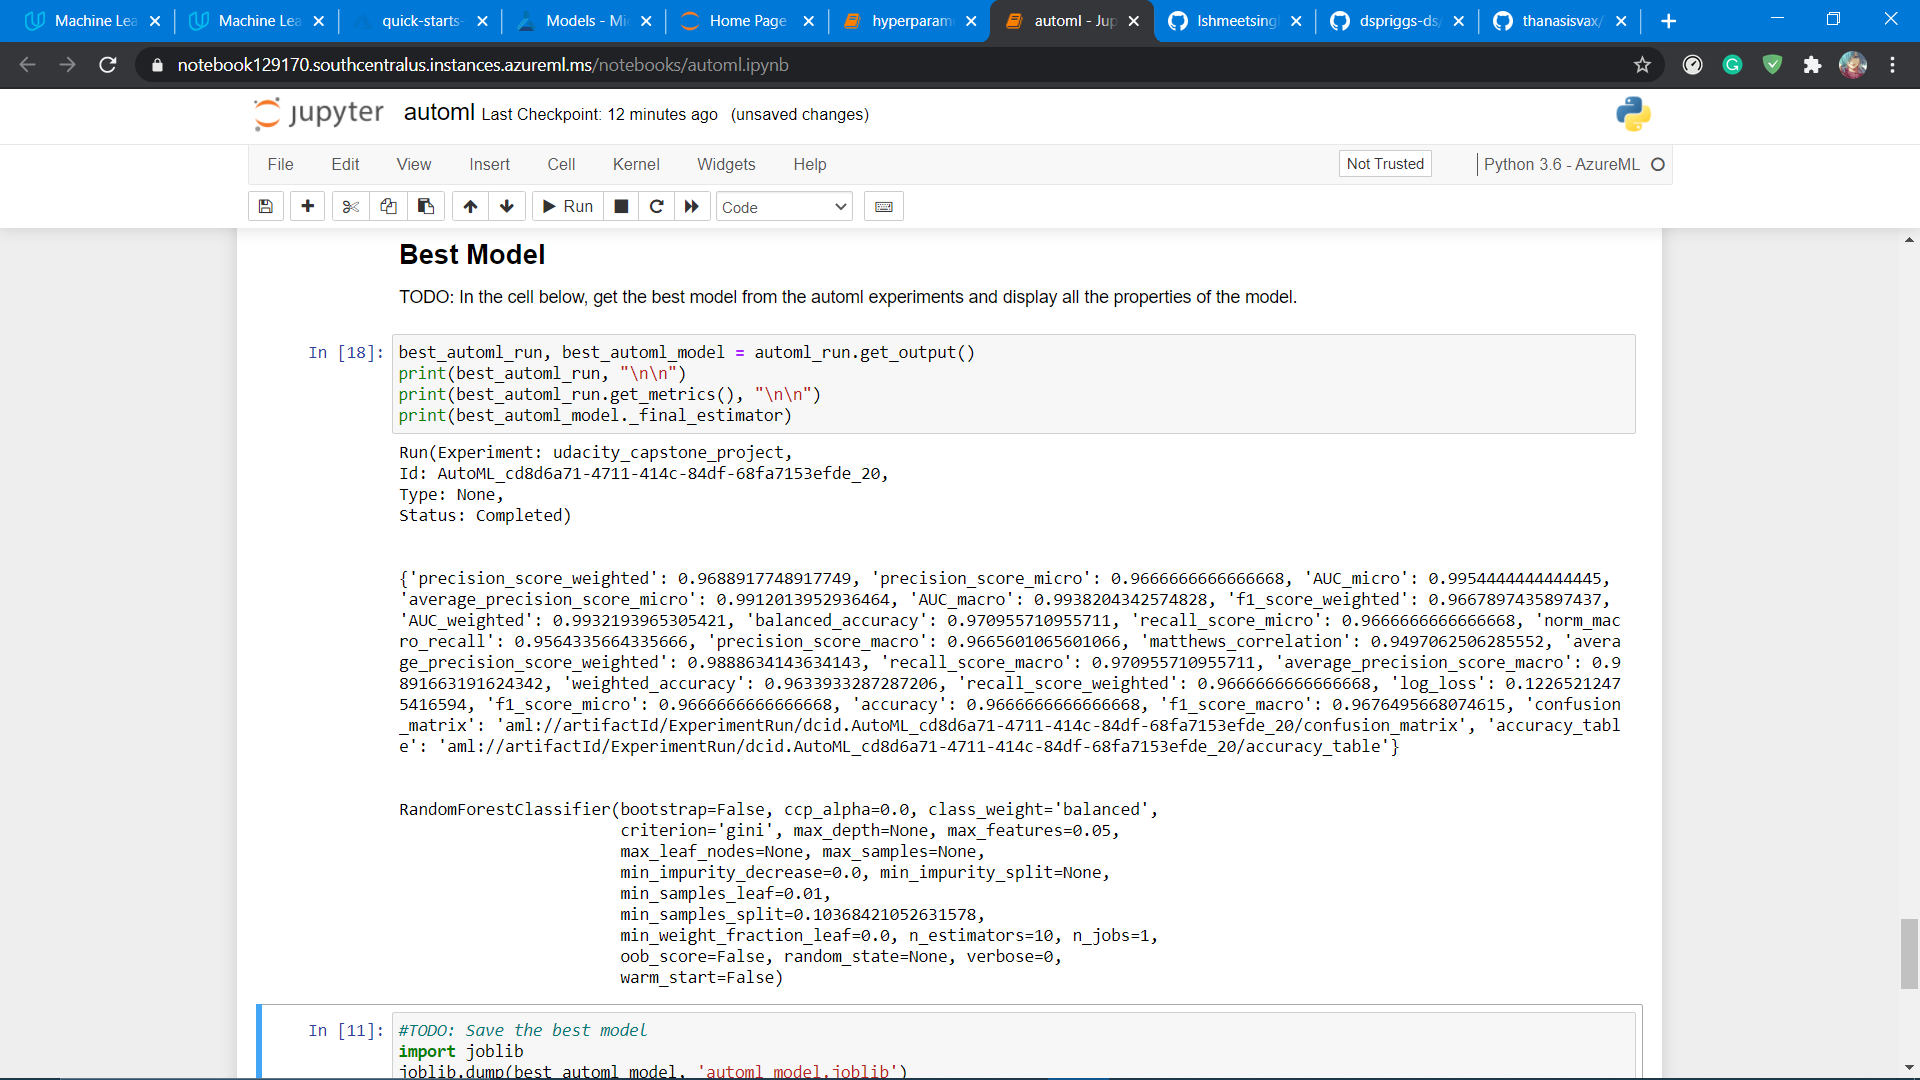 Machine Lea
Machine Lea
quick-starts-
Models - Mi
Home Page
hyperparam
automl - Jup
Ishmeetsing
dspriggs-ds/
thanasisvax/
notebook129170.southcentralus.instances.azureml.ms/notebooks/automl.ipynb
jupyter automl Last Checkpoint: 12 minutes ago (unsaved changes)
File Edit View Insert Cell Kernel Widgets Help Not Trusted Python 3.6 - AzureML
Run Code
Best Model
TODO: In the cell below, get the best model from the automl experiments and display all the properties of the model.
In [18]: best_automl_run, best_automl_model = automl_run.get_output()
print(best_automl_run, "\n\n")
print(best_automl_run.get_metrics(), "\n\n")
print(best_automl_model._final_estimator)
Run(Experiment: udacity_capstone_project,
Id: AutoML_cd8d6a71-4711-414c-84df-68fa7153efde_20,
Type: None,
Status: Completed)
{'precision_score_weighted': 0.9688917748917749, 'precision_score_micro': 0.9666666666666668, 'AUC_micro': 0.9954444444444445,
'average_precision_score_micro': 0.9912013952936464, 'AUC_macro': 0.9938204342574828, 'f1_score_weighted': 0.9667897435897437,
'AUC_weighted': 0.9932193965305421, 'balanced_accuracy': 0.970955710955711, 'recall_score_micro': 0.9666666666666668, 'norm_mac
ro_recall': 0.9564335664335666, 'precision_score_macro': 0.9665601065601066, 'matthews_correlation': 0.9497062506285552, 'avera
ge_precision_score_weighted': 0.9888634143634143, 'recall_score_macro': 0.970955710955711, 'average_precision_score_macro': 0.9
891663191624342, 'weighted_accuracy': 0.9633933287287206, 'recall_score_weighted': 0.9666666666666668, 'log_loss': 0.1226521247
5416594, 'f1_score_micro': 0.9666666666666668, 'accuracy': 0.9666666666666668, 'f1_score_macro': 0.9676495668074615, 'confusion
_matrix': 'aml://artifactId/ExperimentRun/dcid.AutoML_cd8d6a71-4711-414c-84df-68fa7153efde_20/confusion_matrix', 'accuracy_tabl
e': 'aml://artifactId/ExperimentRun/dcid.AutoML_cd8d6a71-4711-414c-84df-68fa7153efde_20/accuracy_table'}
RandomForestClassifier(bootstrap=False, ccp_alpha=0.0, class_weight='balanced',
criterion='gini', max_depth=None, max_features=0.05,
max_leaf_nodes=None, max_samples=None,
min_impurity_decrease=0.0, min_impurity_split=None,
min_samples_leaf=0.01,
min_samples_split=0.10368421052631578,
min_weight_fraction_leaf=0.0, n_estimators=10, n_jobs=1,
oob_score=False, random_state=None, verbose=0,
warm_start=False)
In [11]: #TODO: Save the best model
import joblib
joblib.dump(best_automl_model, 'automl_model.joblib')